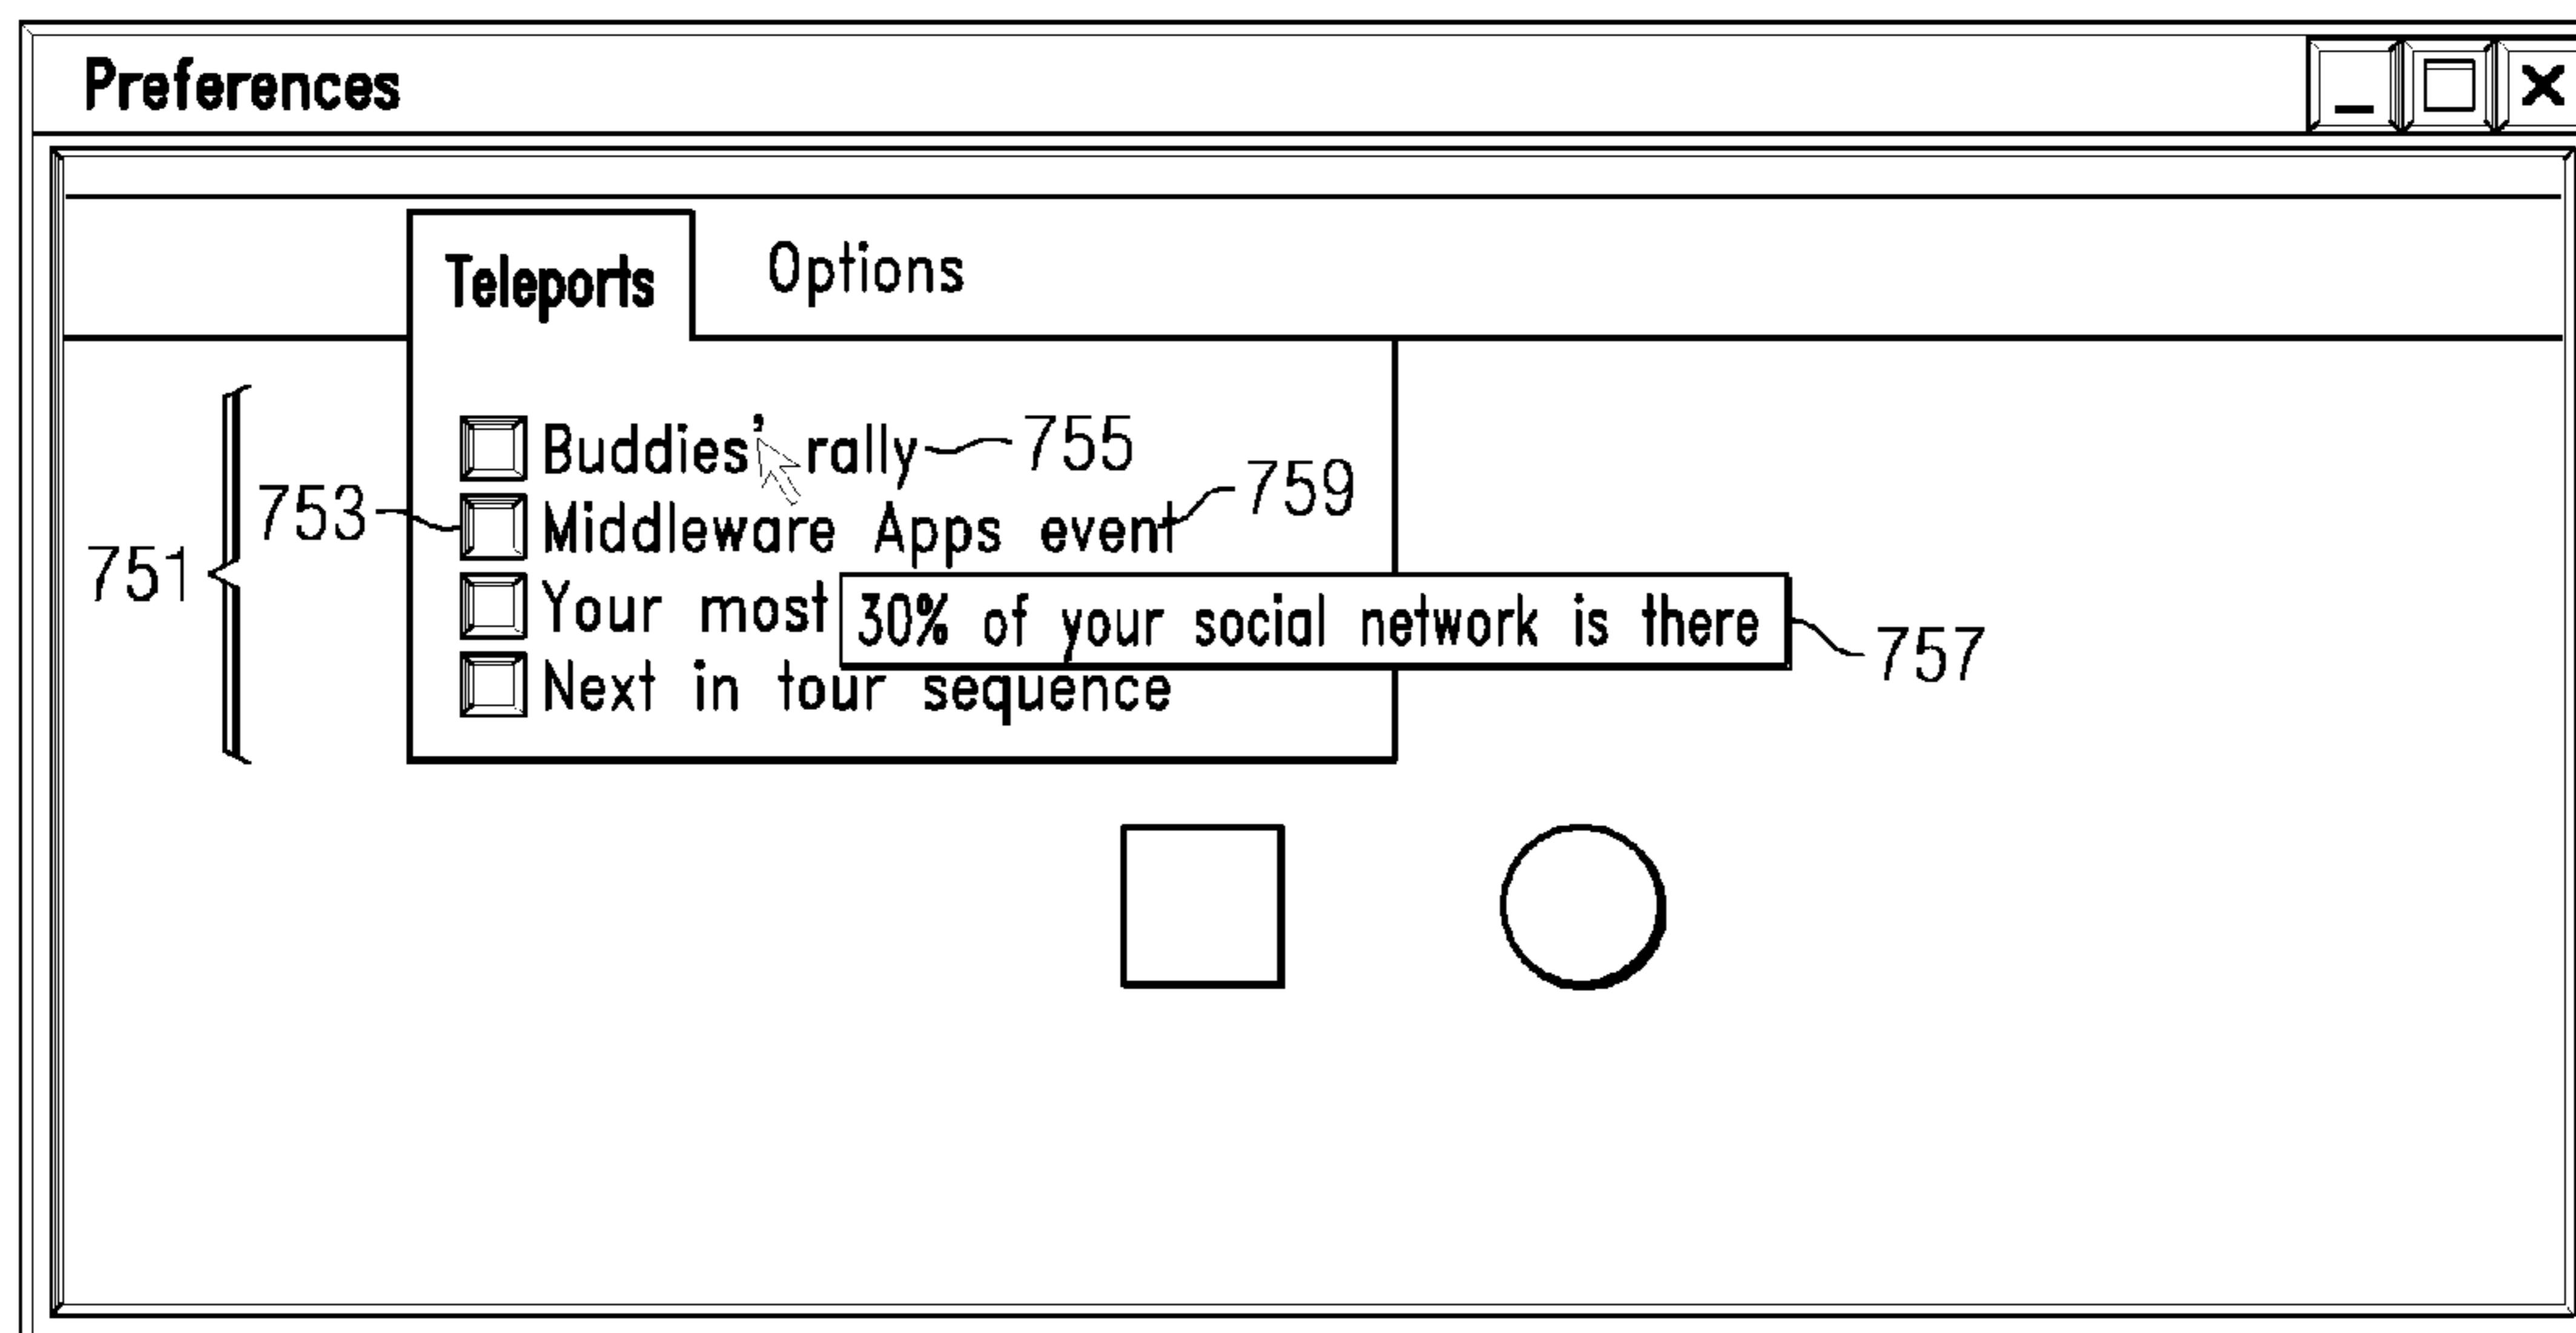 Preferences
Teleports Options
Buddies' rally 755
759
753 Middleware Apps event
751
Your most 30% of your social network is there
757
Next in tour sequence